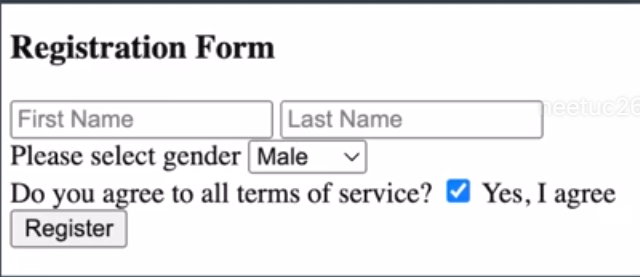 Registration Form
First Name Last Name
Please select gender Male
Do you agree to all terms of service? Yes, I agree
Register